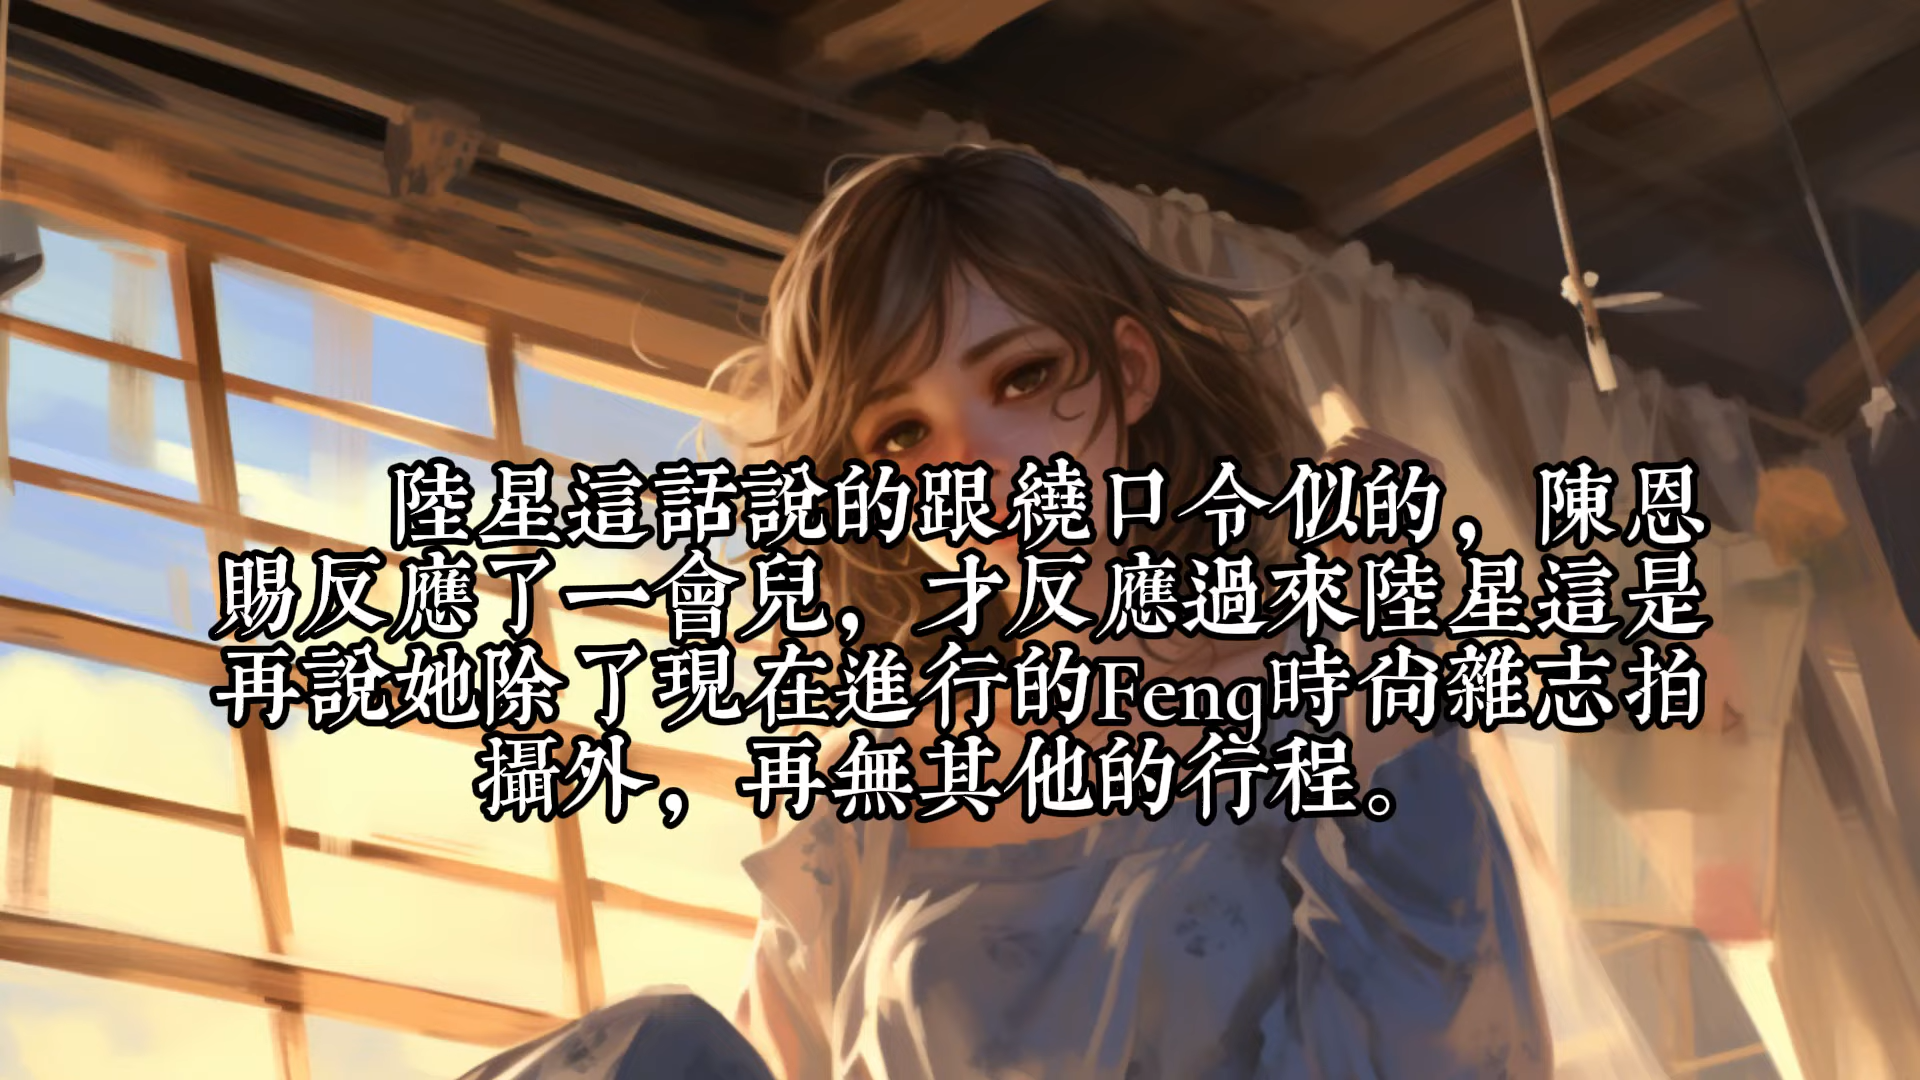 陸星這話說的跟繞口令似的，陳恩
賜反應了一會兒，才反應過來陸星這是
再說她除了現在進行的Feng時尚雜志拍
攝外，再無其他的行程。